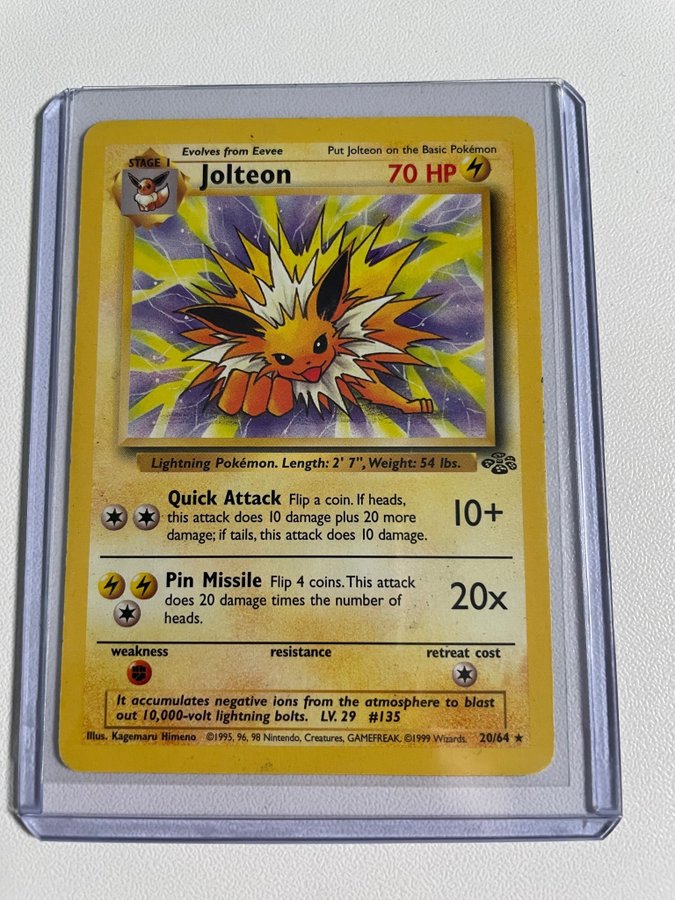 Evolves from Eevee Put Jolteon on the Basic Pokémon
STAGE 1
Jolteon 70 HP
Lightning Pokémon. Length: 2' 7", Weight: 54 lbs.
Quick Attack Flip a coin. If heads,
this attack does 10 damage plus 20 more
damage; if tails, this attack does 10 damage.
10+
Pin Missile Flip 4 coins. This attack
does 20 damage times the number of
heads.
20x
weakness resistance retreat cost
It accumulates negative ions from the atmosphere to blast
out 10,000-volt lightning bolts. LV. 29 #135
Illus. Kagemaru Himeno ©1995, 96, 98 Nintendo, Creatures, GAMEFREAK. ©1999 Wizards. 20/64 ★